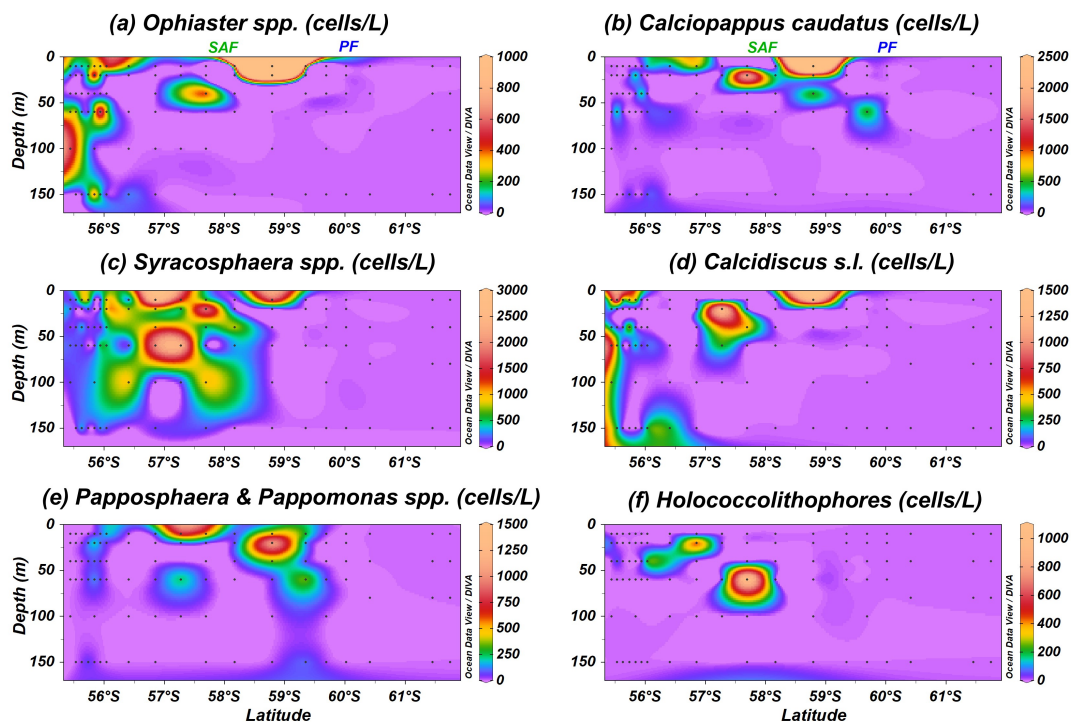 (a) Ophiaster spp. (cells/L)
(b) Calciopappus caudatus (cells/L)
SAF PF
SAF PF
0
50
100
150
Depth (m)
56°S 57°S 58°S 59°S 60°S 61°S
1000
800
600
400
200
0
Ocean Data View / DIVA
0
50
100
150
56°S 57°S 58°S 59°S 60°S 61°S
2500
2000
1500
1000
500
0
Ocean Data View / DIVA
(c) Syracosphaera spp. (cells/L)
(d) Calcidiscus s.l. (cells/L)
0
50
100
150
Depth (m)
56°S 57°S 58°S 59°S 60°S 61°S
3000
2500
2000
1500
1000
500
0
Ocean Data View / DIVA
0
50
100
150
56°S 57°S 58°S 59°S 60°S 61°S
1500
1250
1000
750
500
250
0
Ocean Data View / DIVA
(e) Papposphaera & Pappomonas spp. (cells/L)
(f) Holococcolithophores (cells/L)
0
50
100
150
Depth (m)
56°S 57°S 58°S 59°S 60°S 61°S
Latitude
1500
1250
1000
750
500
250
0
Ocean Data View / DIVA
0
50
100
150
56°S 57°S 58°S 59°S 60°S 61°S
Latitude
1000
800
600
400
200
0
Ocean Data View / DIVA